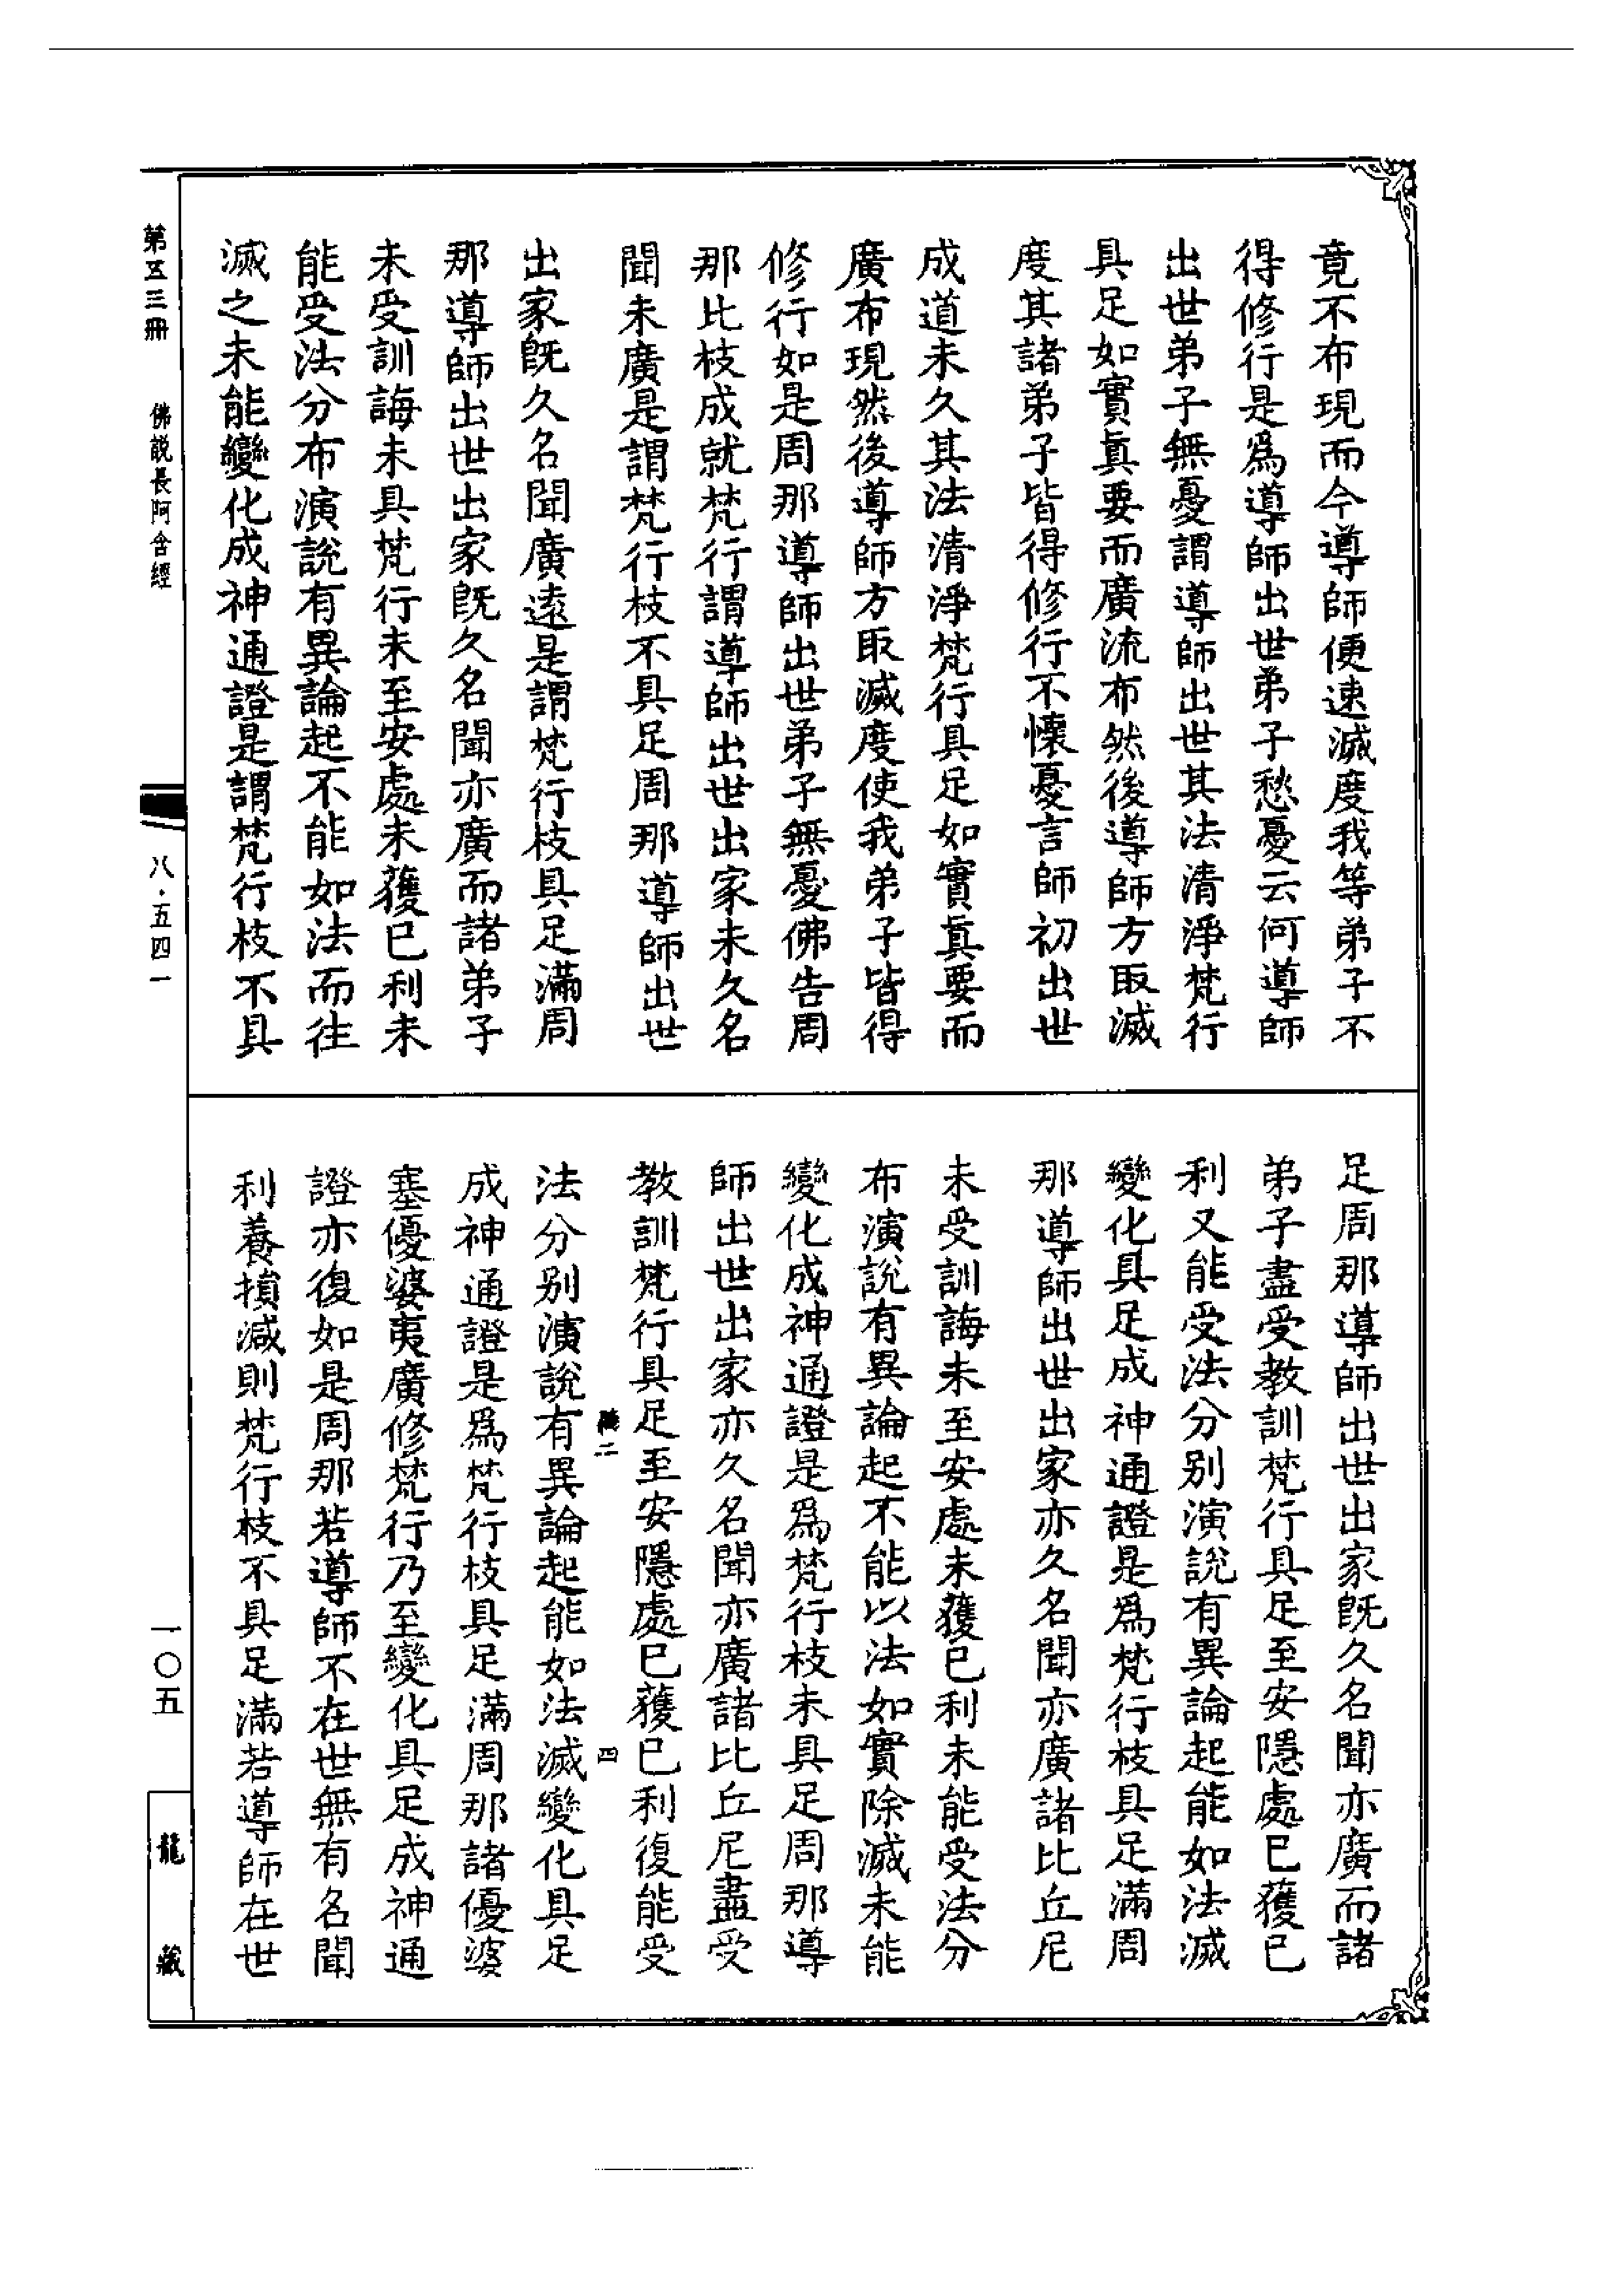 竟不布現而今導師便速滅度我等弟子不
得修行是爲導師出世弟子愁憂云何導師
出世弟子無憂謂導師出世其法清淨梵行
具足如實眞要而廣流布然後導師方取滅
度其諸弟子皆得修行不懷憂言師初出世
成道未久其法清淨梵行具足如實眞要而
廣布現然後導師方取滅度使我弟子皆得
修行如是周那導師出世弟子無憂佛告周
那比枝成就梵行謂導師出世出家未久名
聞未廣是謂梵行枝不具足周那導師出世
出家旣久名聞廣遠是謂梵行枝具足滿周
那導師出世出家旣久名聞亦廣而諸弟子
未受訓誨未具梵行未至安處未獲已利未
能受法分布演說有異論起不能如法而往
滅之未能變化成神通證是謂梵行枝不具
足周那導師出世出家旣久名聞亦廣而諸
弟子盡受教訓梵行具足至安隱處已獲已
利又能受法分別演說有異論起能如法滅
變化具足成神通證是爲梵行枝具足滿周
那導師出世出家亦久名聞亦廣諸比丘尼
未受訓誨未至安處未獲已利未能受法分
布演說有異論起不能以法如實除滅未能
變化成神通證是爲梵行枝未具足周那導
師出世出家亦久名聞亦廣諸比丘尼盡受
教訓梵行具足至安隱處已獲已利復能受
二 四
法分別演說有異論起能如法滅變化具足
成神通證是爲梵行枝具足滿周那諸優婆
塞優婆夷廣修梵行乃至變化具足成神通
證亦復如是周那若導師不在世無有名聞
利養損減則梵行枝不具足滿若導師在世
第五三冊 佛說長阿含經 八·五四一 一〇五 龍藏